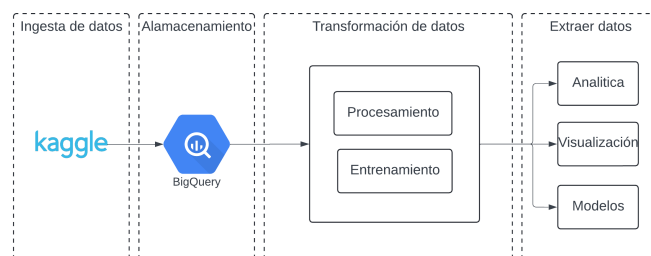 Ingesta de datos
Alamacenamiento
Transformación de datos
Extraer datos
kaggle
BigQuery
Procesamiento
Entrenamiento
Analitica
Visualización
Modelos